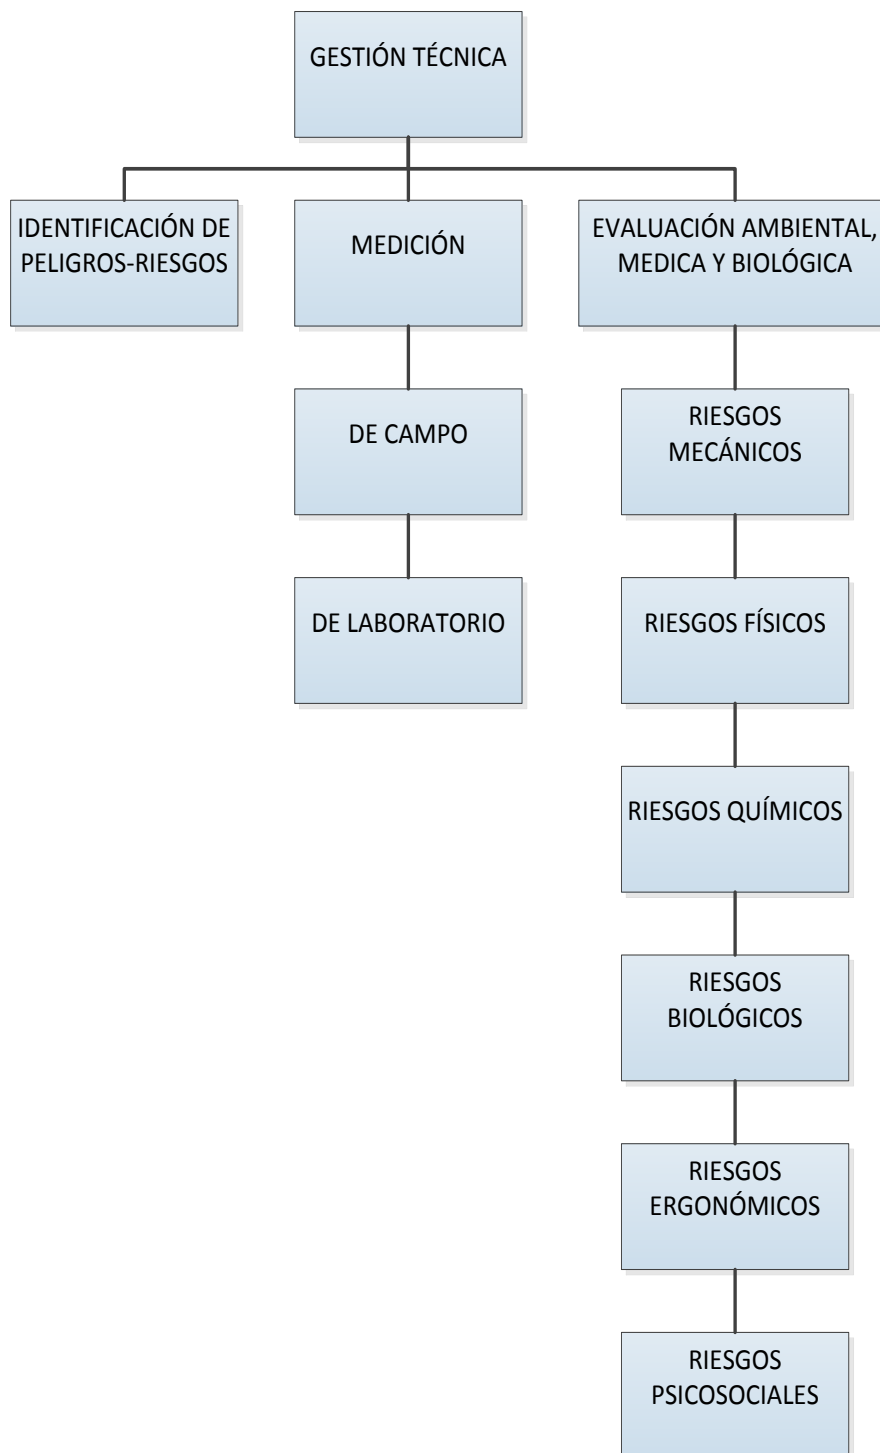 GESTIÓN TÉCNICA
IDENTIFICACIÓN DE
PELIGROS-RIESGOS
MEDICIÓN
EVALUACIÓN AMBIENTAL,
MEDICA Y BIOLÓGICA
DE CAMPO
RIESGOS
MECÁNICOS
DE LABORATORIO
RIESGOS FÍSICOS
RIESGOS QUÍMICOS
RIESGOS
BIOLÓGICOS
RIESGOS
ERGONÓMICOS
RIESGOS
PSICOSOCIALES